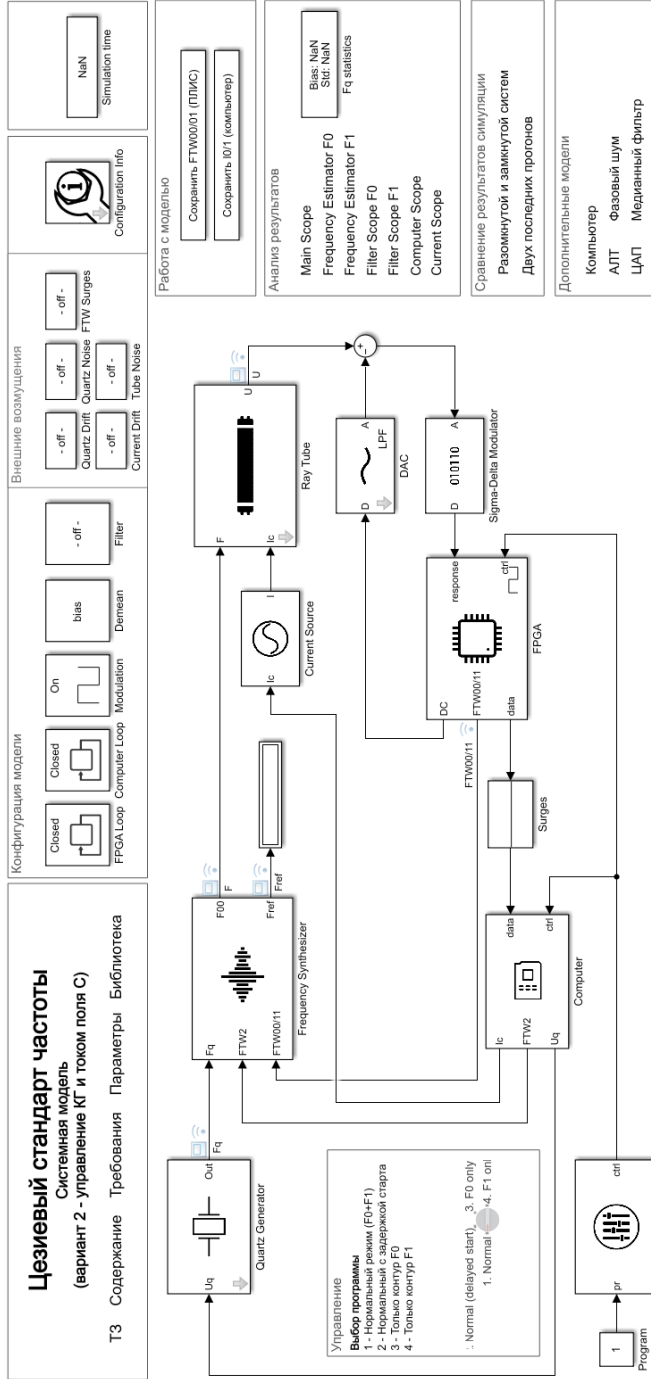 Цезиевый стандарт частоты
Системная модель
(вариант 2 - управление КГ и током поля С)
ТЗ Содержание Требования Параметры Библиотека
Конфигурация модели
Closed
FPGA Loop
Closed
Computer Loop
On
Modulation
bias
Demean
- off -
Filter
Внешние возмущения
- off -
Quartz Drift
- off -
Quartz Noise
- off -
FTW Surges
- off -
Current Drift
- off -
Tube Noise
Configuration Info
NaN
Simulation time
Работа с моделью
Сохранить FTW00/01 (ПЛИС)
Сохранить I0/1 (компьютер)
Анализ результатов
Main Scope
Frequency Estimator F0
Frequency Estimator F1
Filter Scope F0
Filter Scope F1
Computer Scope
Current Scope
Bias: NaN
Std: NaN
Fq statistics
Сравнение результатов симуляции
Разомкнутой и замкнутой систем
Двух последних прогонов
Дополнительные модели
Компьютер
АЛТ Фазовый шум
ЦАП Медианный фильтр
Uq
Out
Quartz Generator
Fq
Fq
FTW2
FTW00/11
F00
Fref
Frequency Synthesizer
F
Fref
Ic
I
Current Source
F
Ic
U
Ray Tube
U
D
A
LPF
DAC
+
−
D
A
010110
Sigma-Delta Modulator
DC
FTW00/11
data
response
ctrl
FPGA
FTW00/11
Surges
Ic
FTW2
Uq
data
ctrl
Computer
Управление
Выбор программы
1 - Нормальный режим (F0+F1)
2 - Нормальный с задержкой старта
3 - Только контур F0
4 - Только контур F1
. Normal (delayed start)
3. F0 only
1. Normal
4. F1 onl
1
Program
pr
ctrl